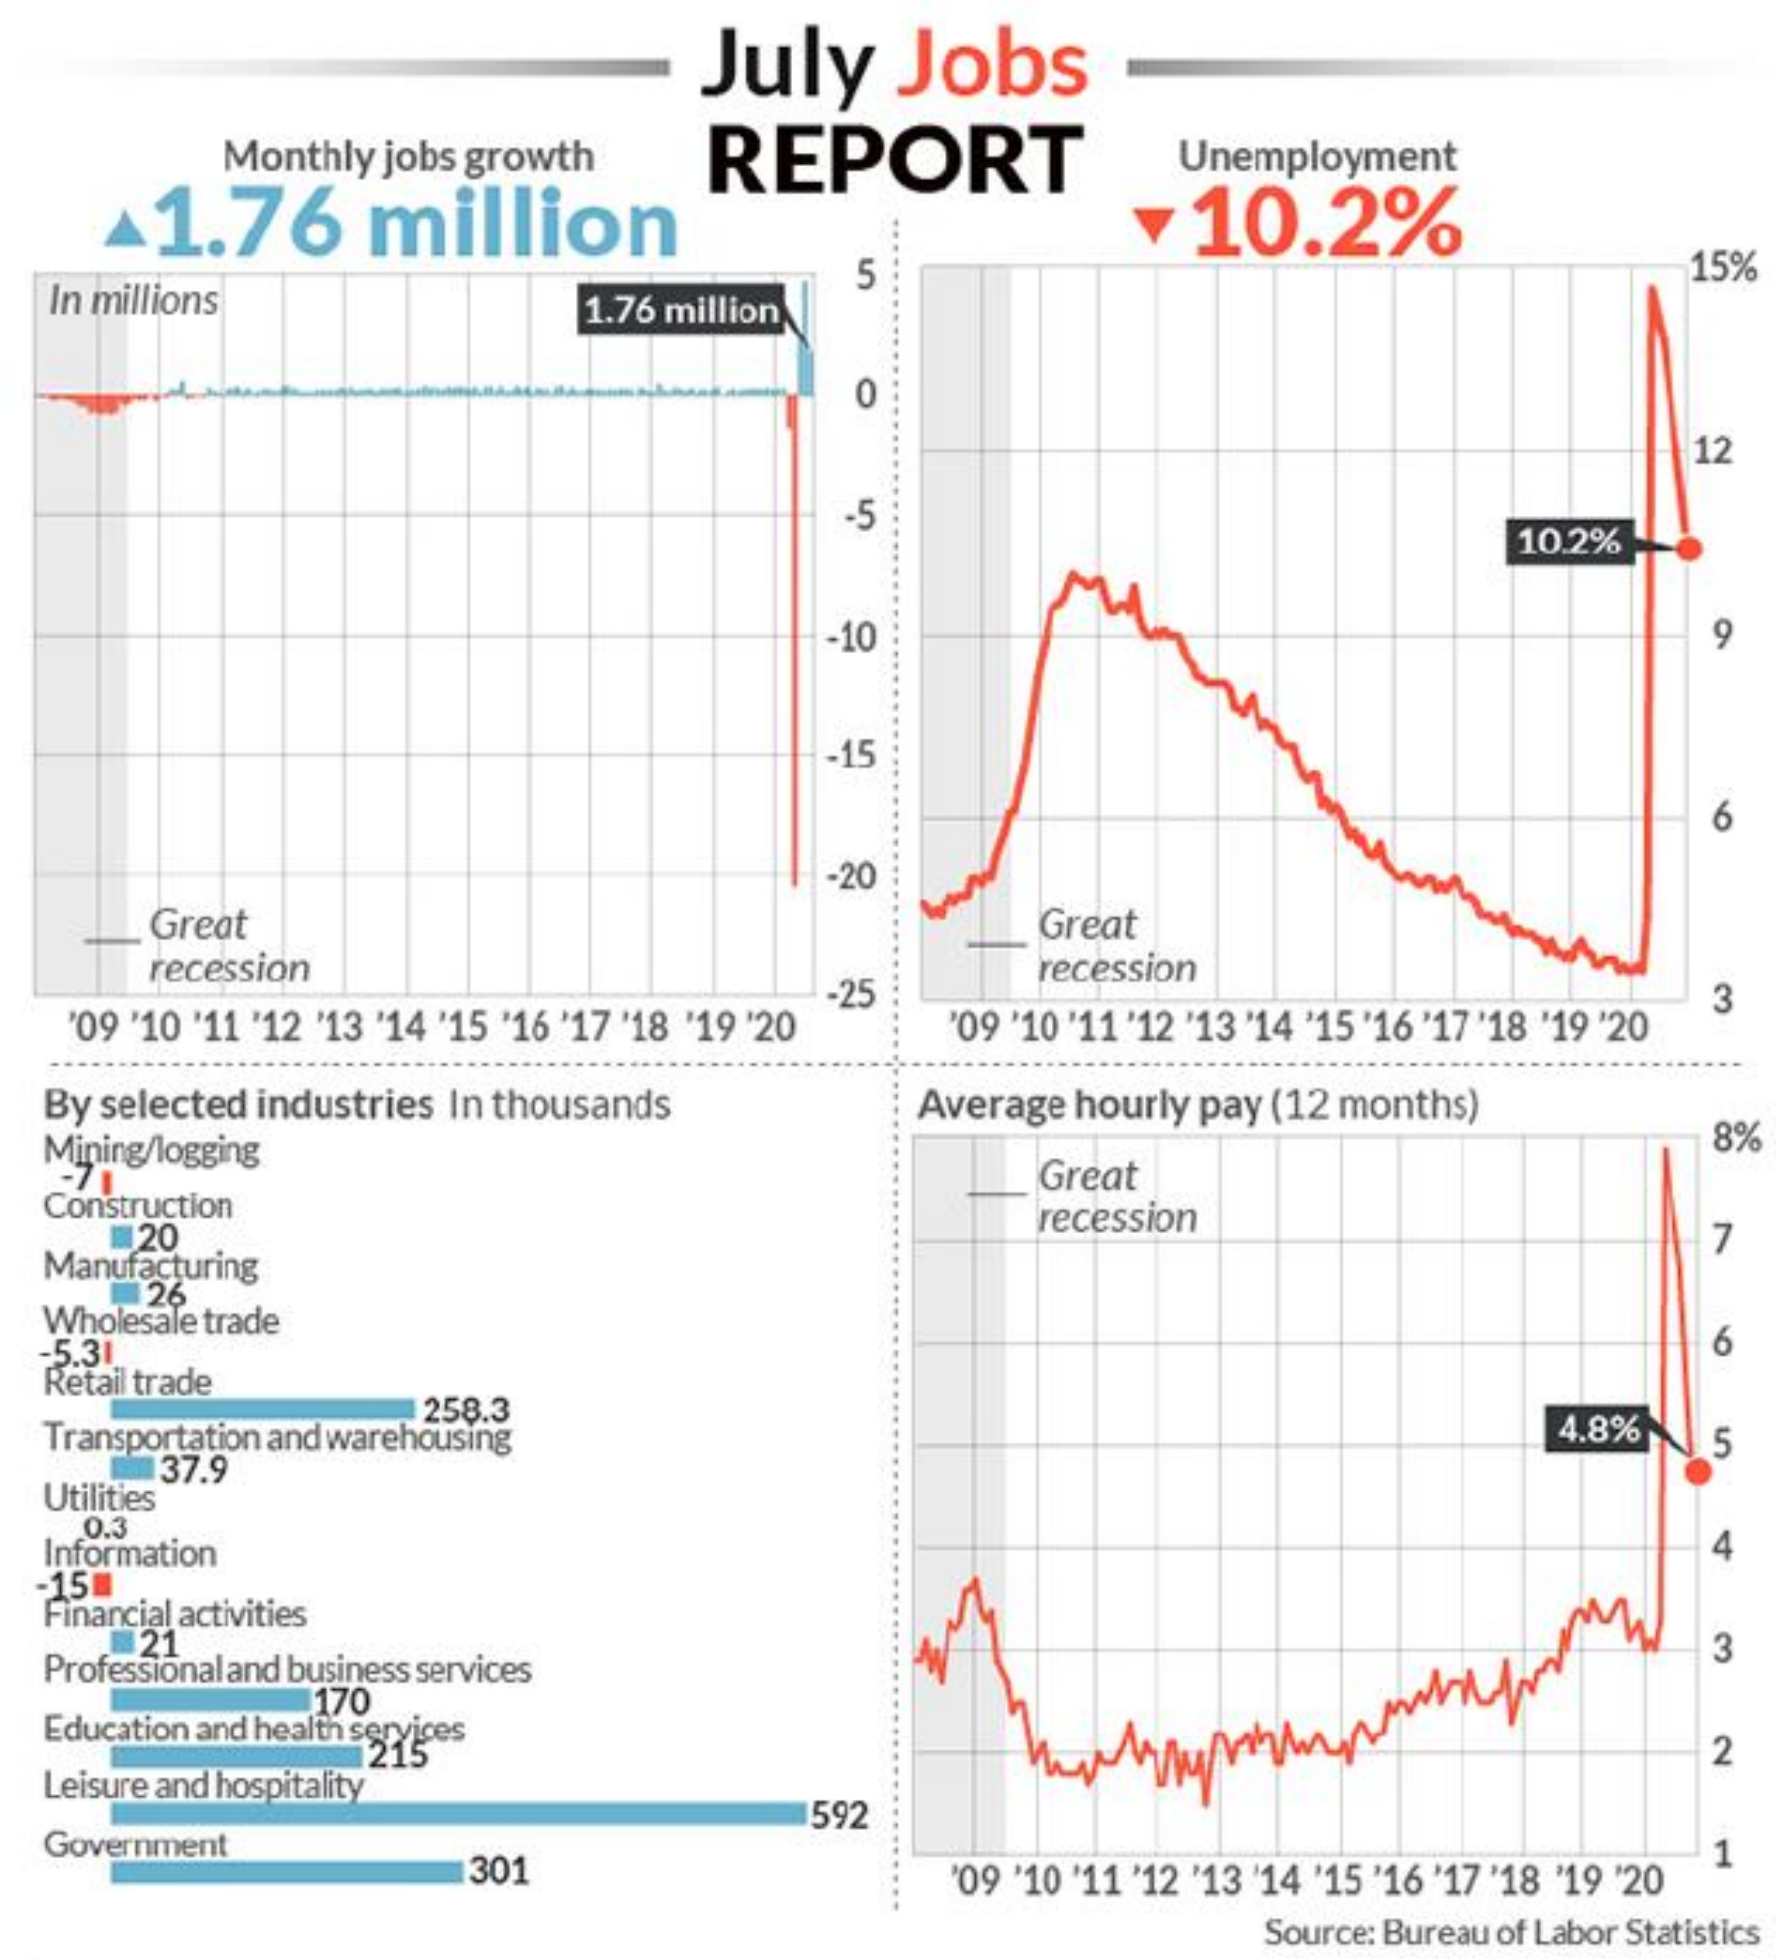 July Jobs
REPORT
Monthly jobs growth
▲1.76 million
In millions
1.76 million
5
0
-5
-10
-15
-20
-25
Great
recession
'09 '10 '11 '12 '13 '14 '15 '16 '17 '18 '19 '20
Unemployment
▼10.2%
15%
12
10.2%
9
6
3
Great
recession
'09 '10 '11 '12 '13 '14 '15 '16 '17 '18 '19 '20
By selected industries In thousands
Mining/logging
-7
Construction
20
Manufacturing
26
Wholesale trade
-5.3
Retail trade
258.3
Transportation and warehousing
37.9
Utilities
0.3
Information
-15
Financial activities
21
Professional and business services
170
Education and health services
215
Leisure and hospitality
592
Government
301
Average hourly pay (12 months)
8%
Great
recession
7
6
4.8%
5
4
3
2
1
'09 '10 '11 '12 '13 '14 '15 '16 '17 '18 '19 '20
Source: Bureau of Labor Statistics